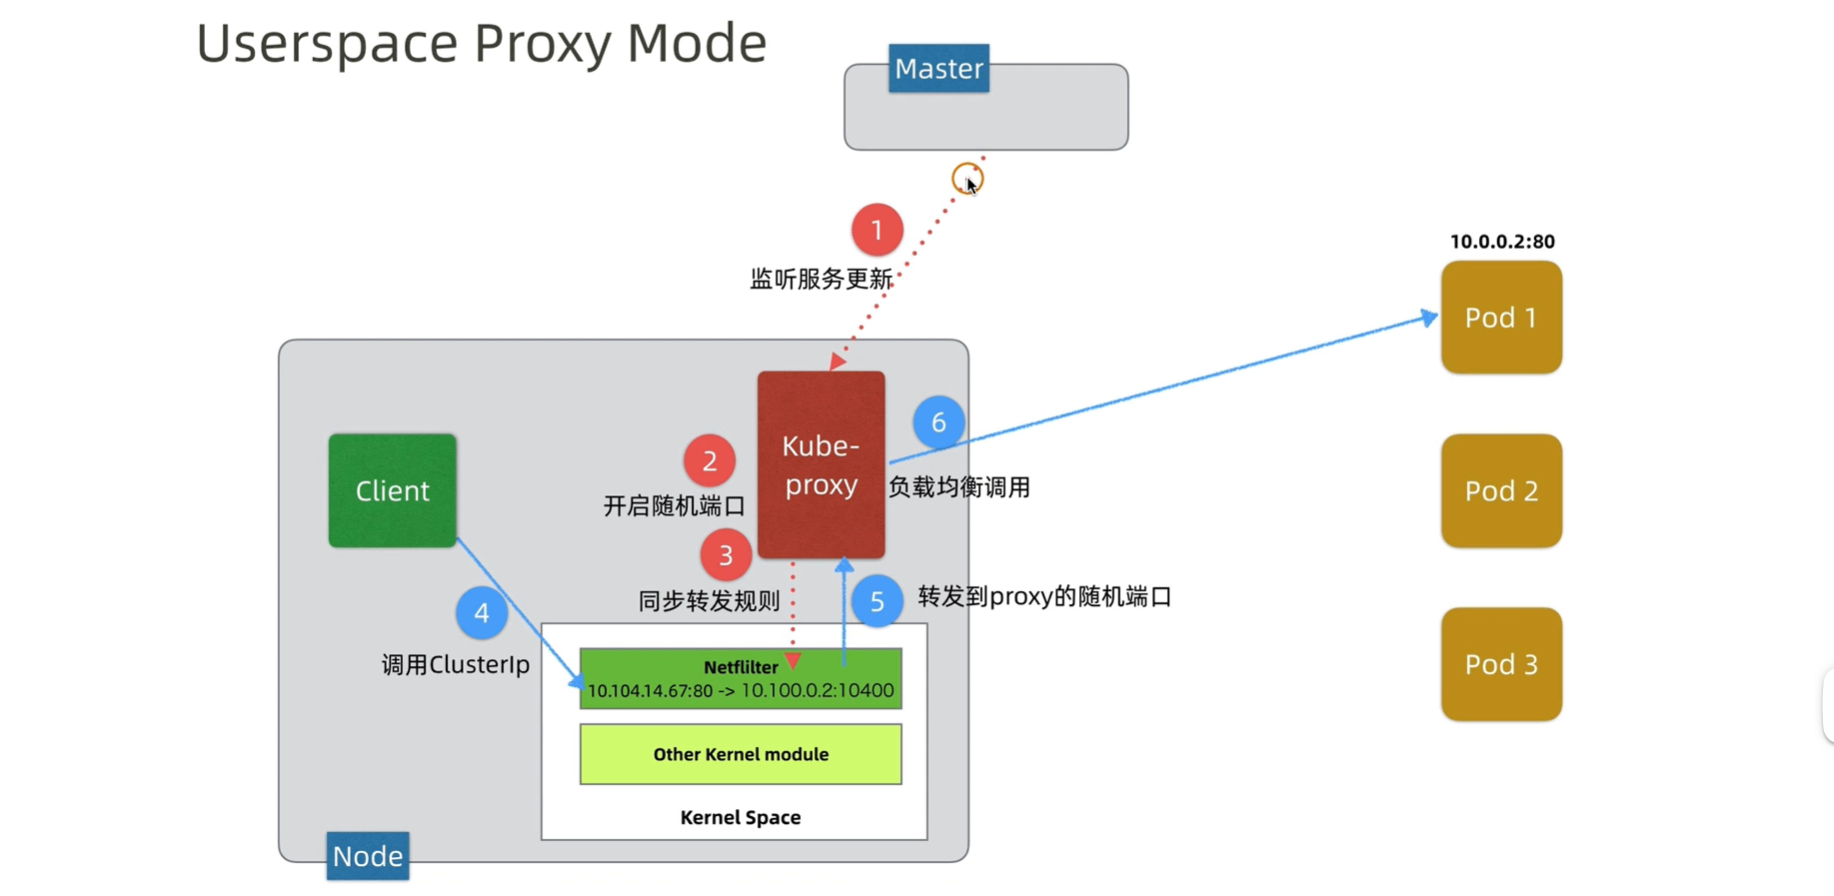 Userspace Proxy Mode
Master
1
监听服务更新
10.0.0.2:80
Pod 1
Kube-
proxy
6
负载均衡调用
2
开启随机端口
Client
Pod 2
3
同步转发规则
5
转发到proxy的随机端口
4
调用ClusterIp
Netflilter
10.104.14.67:80 -> 10.100.0.2:10400
Pod 3
Other Kernel module
Kernel Space
Node